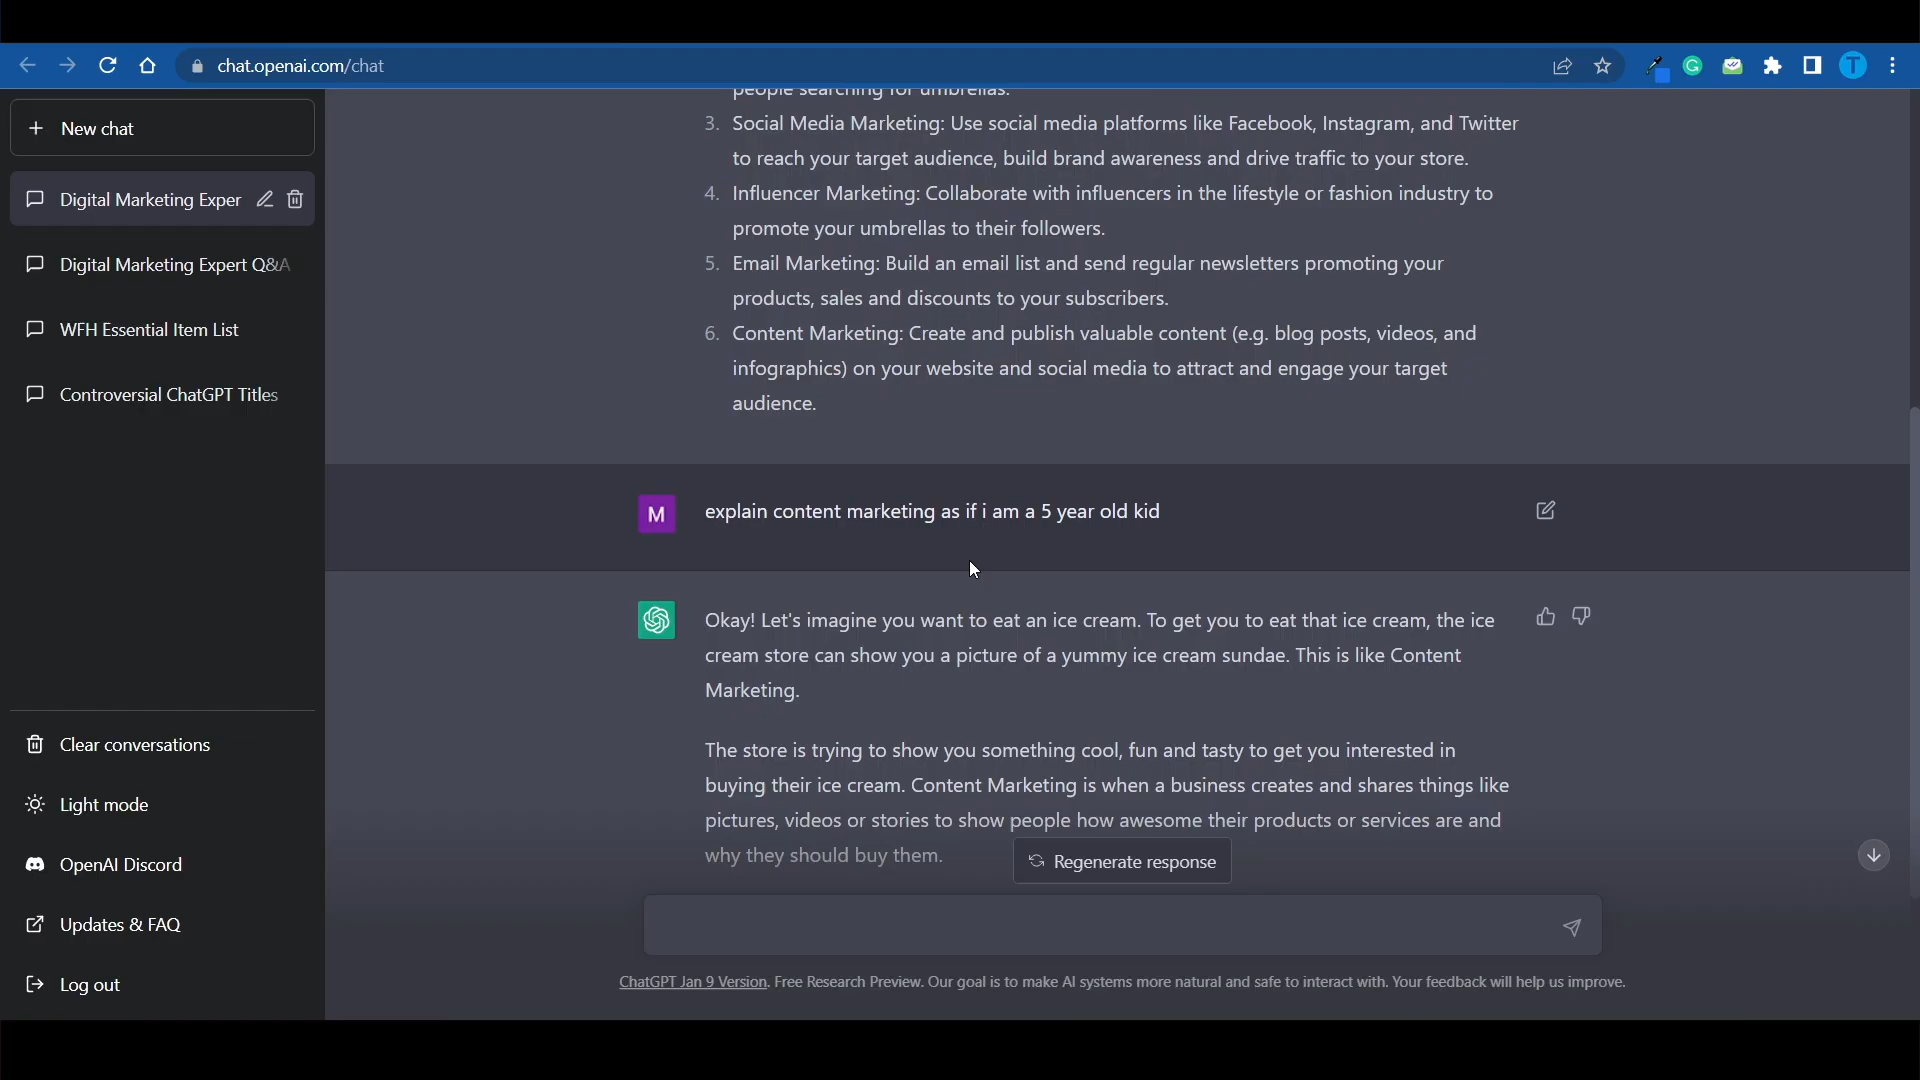 chat.openai.com/chat
T
New chat
Digital Marketing Exper
Digital Marketing Expert Q&A
WFH Essential Item List
Controversial ChatGPT Titles
Clear conversations
Light mode
OpenAI Discord
Updates & FAQ
Log out
people searching for umbrellas.
3. Social Media Marketing: Use social media platforms like Facebook, Instagram, and Twitter
to reach your target audience, build brand awareness and drive traffic to your store.
4. Influencer Marketing: Collaborate with influencers in the lifestyle or fashion industry to
promote your umbrellas to their followers.
5. Email Marketing: Build an email list and send regular newsletters promoting your
products, sales and discounts to your subscribers.
6. Content Marketing: Create and publish valuable content (e.g. blog posts, videos, and
infographics) on your website and social media to attract and engage your target
audience.
M
explain content marketing as if i am a 5 year old kid
Okay! Let's imagine you want to eat an ice cream. To get you to eat that ice cream, the ice
cream store can show you a picture of a yummy ice cream sundae. This is like Content
Marketing.
The store is trying to show you something cool, fun and tasty to get you interested in
buying their ice cream. Content Marketing is when a business creates and shares things like
pictures, videos or stories to show people how awesome their products or services are and
why they should buy them.
Regenerate response
ChatGPT Jan 9 Version. Free Research Preview. Our goal is to make AI systems more natural and safe to interact with. Your feedback will help us improve.